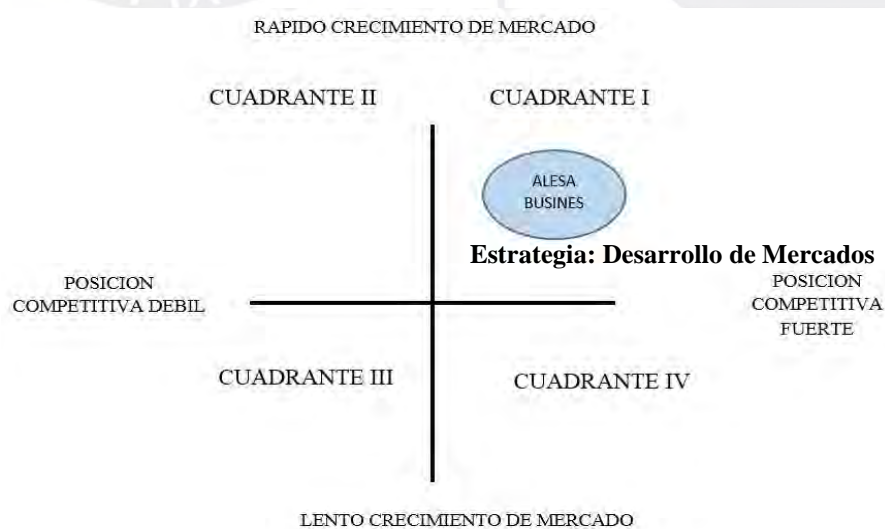 RAPIDO CRECIMIENTO DE MERCADO
CUADRANTE II
CUADRANTE I
ALESA
BUSINES
Estrategia: Desarrollo de Mercados
POSICION
COMPETITIVA DEBIL
POSICION
COMPETITIVA
FUERTE
CUADRANTE III
CUADRANTE IV
LENTO CRECIMIENTO DE MERCADO